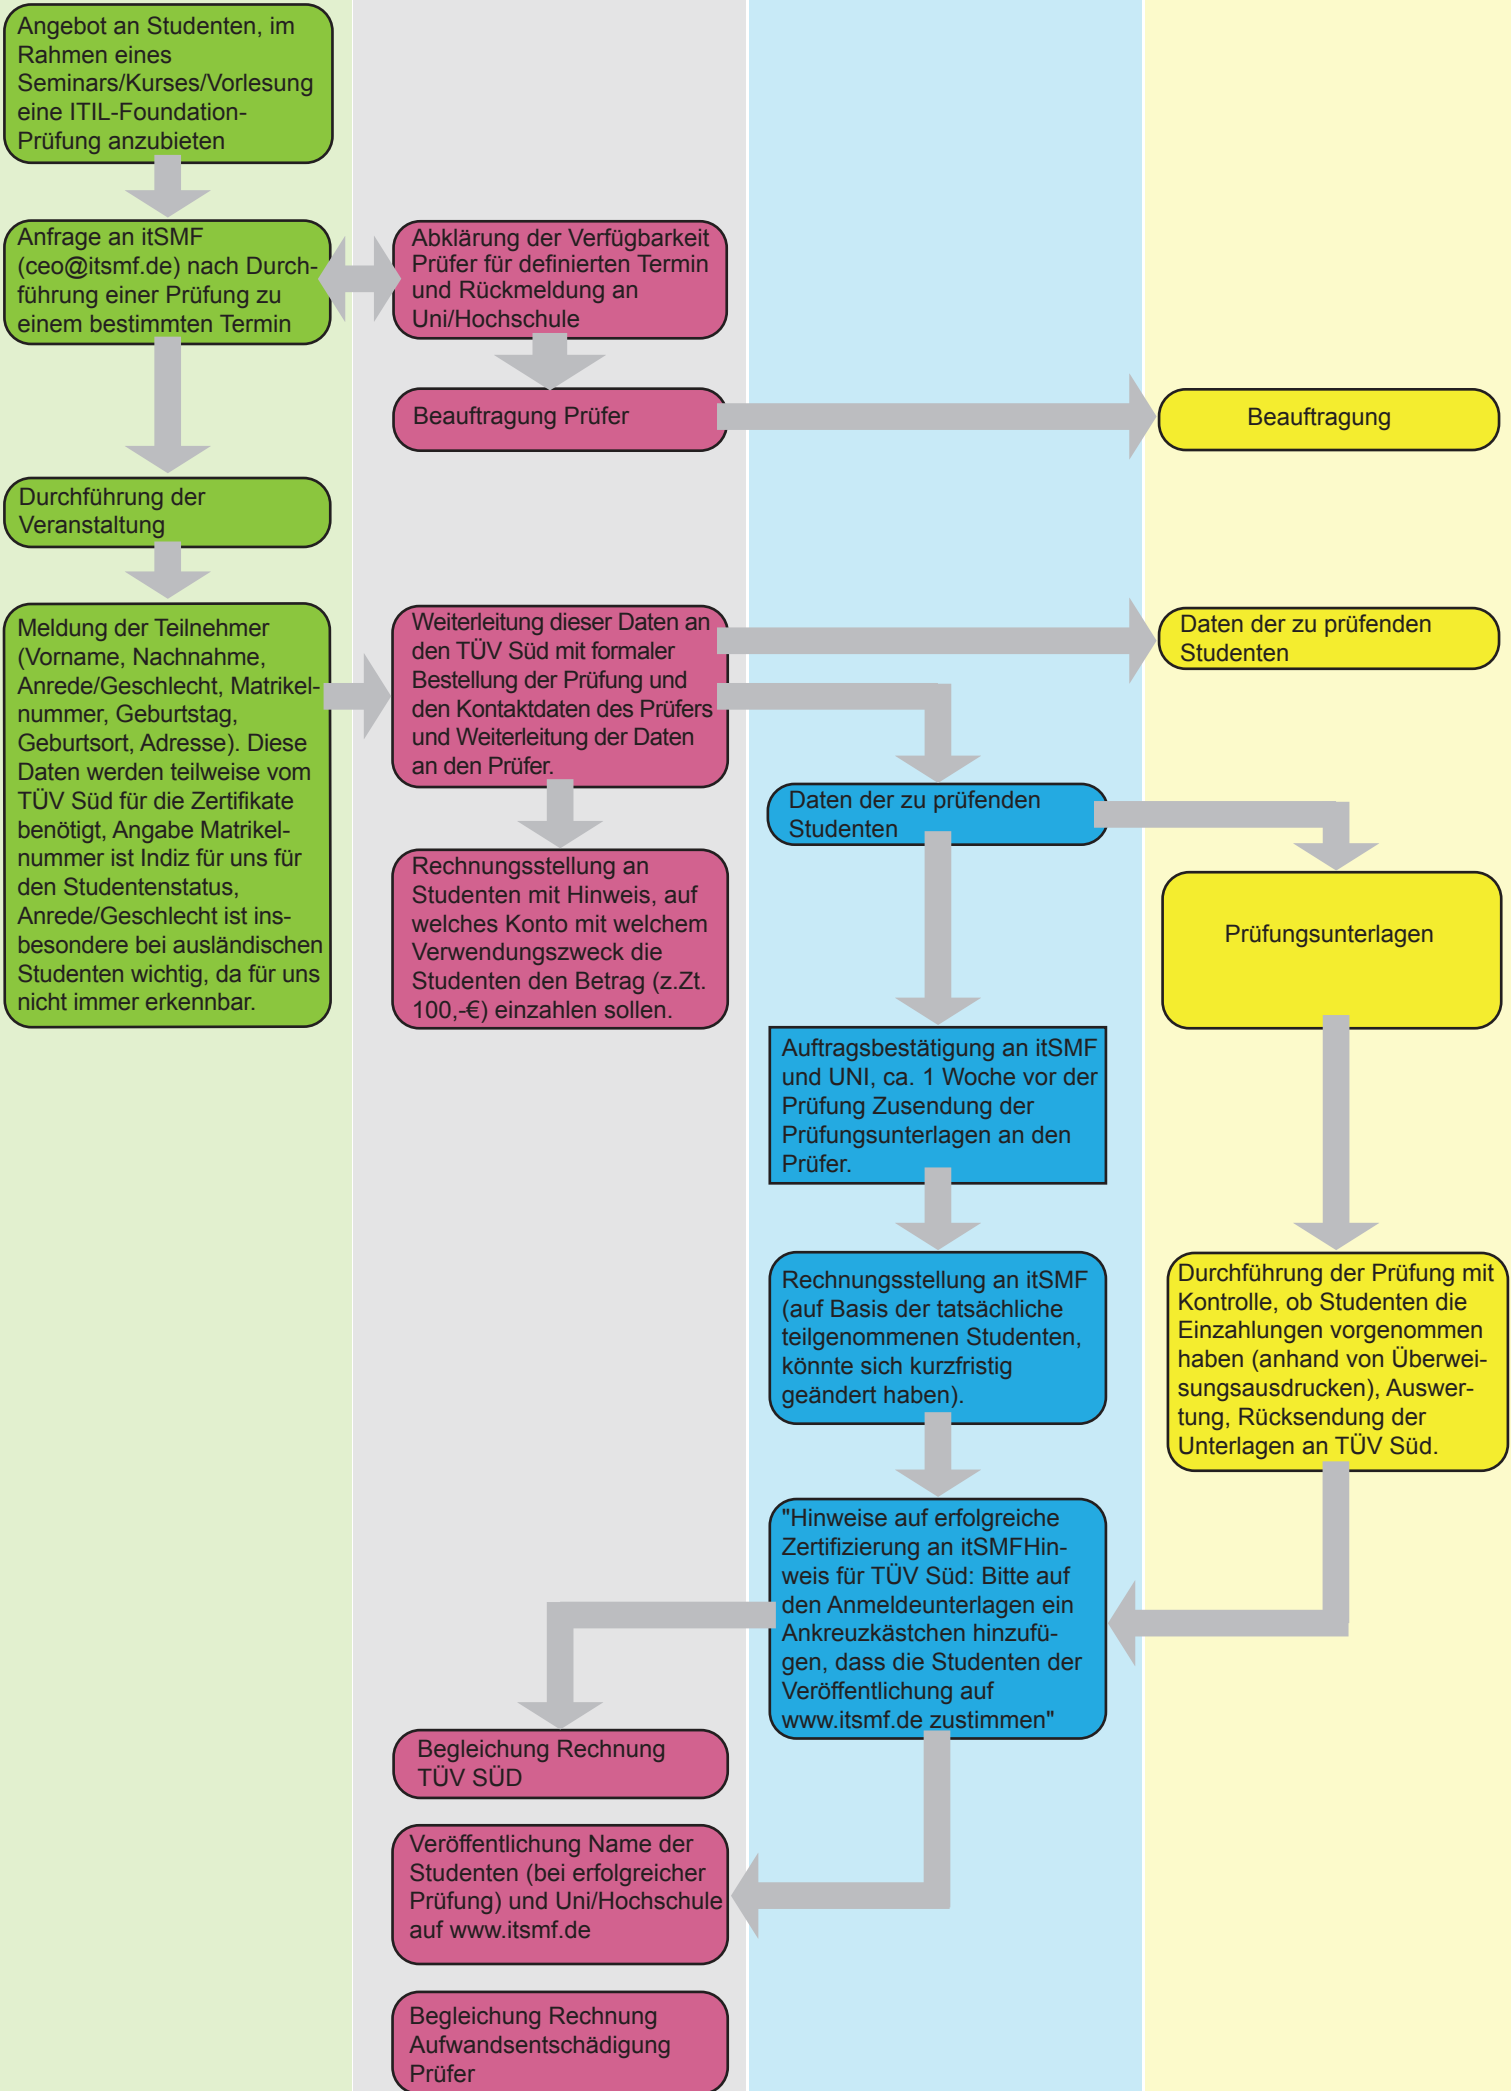 Angebot an Studenten, im
Rahmen eines
Seminars/Kurses/Vorlesung
eine ITIL-Foundation-
Prüfung anzubieten
Anfrage an itSMF
(ceo@itsmf.de) nach Durch-
führung einer Prüfung zu
einem bestimmten Termin
Abklärung der Verfügbarkeit
Prüfer für definierten Termin
und Rückmeldung an
Uni/Hochschule
Beauftragung Prüfer
Beauftragung
Durchführung der
Veranstaltung
Meldung der Teilnehmer
(Vorname, Nachnahme,
Anrede/Geschlecht, Matrikel-
nummer, Geburtstag,
Geburtsort, Adresse). Diese
Daten werden teilweise vom
TÜV Süd für die Zertifikate
benötigt, Angabe Matrikel-
nummer ist Indiz für uns für
den Studentenstatus,
Anrede/Geschlecht ist ins-
besondere bei ausländischen
Studenten wichtig, da für uns
nicht immer erkennbar.
Weiterleitung dieser Daten an
den TÜV Süd mit formaler
Bestellung der Prüfung und
den Kontaktdaten des Prüfers
und Weiterleitung der Daten
an den Prüfer.
Daten der zu prüfenden
Studenten
Daten der zu prüfenden
Studenten
Rechnungsstellung an
Studenten mit Hinweis, auf
welches Konto mit welchem
Verwendungszweck die
Studenten den Betrag (z.Zt.
100,-€) einzahlen sollen.
Prüfungsunterlagen
Auftragsbestätigung an itSMF
und UNI, ca. 1 Woche vor der
Prüfung Zusendung der
Prüfungsunterlagen an den
Prüfer.
Rechnungsstellung an itSMF
(auf Basis der tatsächliche
teilgenommenen Studenten,
könnte sich kurzfristig
geändert haben).
Durchführung der Prüfung mit
Kontrolle, ob Studenten die
Einzahlungen vorgenommen
haben (anhand von Überwei-
sungsausdrucken), Auswer-
tung, Rücksendung der
Unterlagen an TÜV Süd.
"Hinweise auf erfolgreiche
Zertifizierung an itSMFHin-
weis für TÜV Süd: Bitte auf
den Anmeldeunterlagen ein
Ankreuzkästchen hinzufü-
gen, dass die Studenten der
Veröffentlichung auf
www.itsmf.de zustimmen"
Begleichung Rechnung
TÜV SÜD
Veröffentlichung Name der
Studenten (bei erfolgreicher
Prüfung) und Uni/Hochschule
auf www.itsmf.de
Begleichung Rechnung
Aufwandsentschädigung
Prüfer